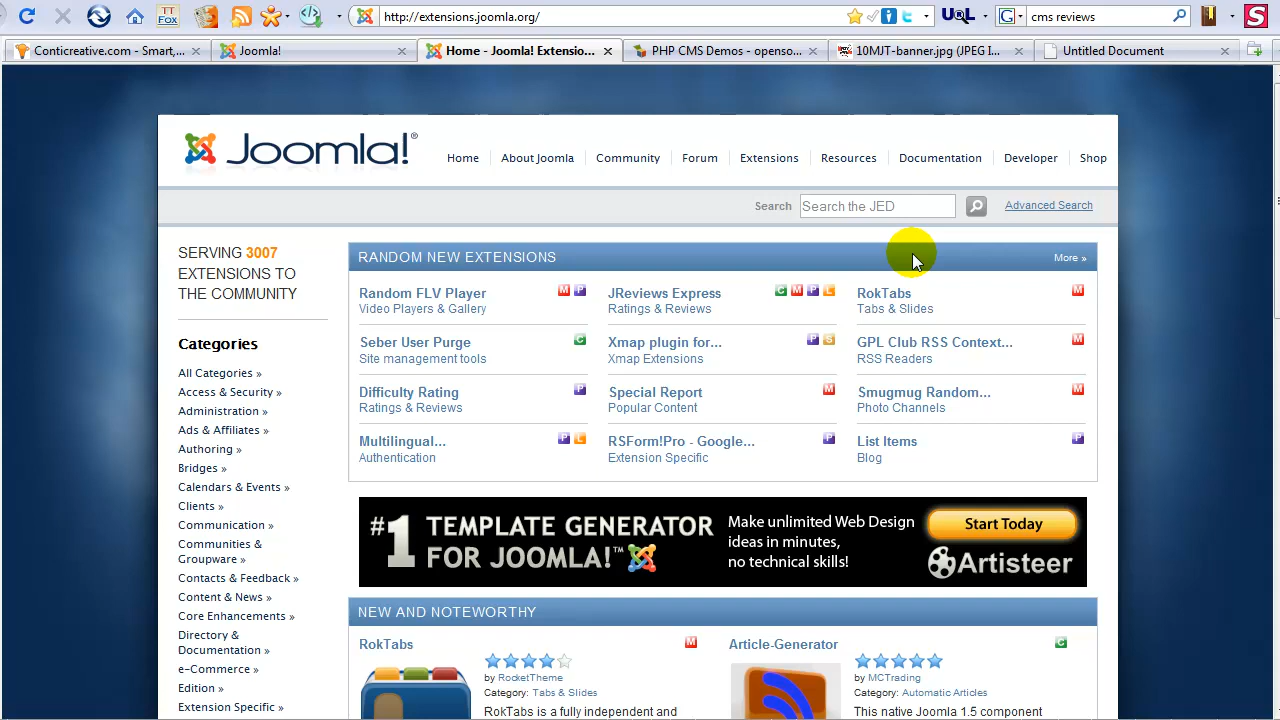 TT
Fox
http://extensions.joomla.org/
cms reviews
Conticreative.com - Smart,...
Joomla!
Home - Joomla! Extensio...
PHP CMS Demos - openso...
10MJT-banner.jpg (JPEG I...
Untitled Document
Joomla!®
Home
About Joomla
Community
Forum
Extensions
Resources
Documentation
Developer
Shop
Search
Search the JED
Advanced Search
SERVING 3007
EXTENSIONS TO
THE COMMUNITY
Categories
All Categories »
Access & Security »
Administration »
Ads & Affiliates »
Authoring »
Bridges »
Calendars & Events »
Clients »
Communication »
Communities &
Groupware »
Contacts & Feedback »
Content & News »
Core Enhancements »
Directory &
Documentation »
e-Commerce »
Edition »
Extension Specific »
RANDOM NEW EXTENSIONS
More »
Random FLV Player
M P
Video Players & Gallery
JReviews Express
C M P L
Ratings & Reviews
RokTabs
M
Tabs & Slides
Seber User Purge
C
Site management tools
Xmap plugin for...
P S
Xmap Extensions
GPL Club RSS Context...
M
RSS Readers
Difficulty Rating
P
Ratings & Reviews
Special Report
M
Popular Content
Smugmug Random...
M
Photo Channels
Multilingual...
P L
Authentication
RSForm!Pro - Google...
P
Extension Specific
List Items
P
Blog
#1 TEMPLATE GENERATOR
FOR JOOMLA!™
Make unlimited Web Design
ideas in minutes,
no technical skills!
Start Today
Artisteer
NEW AND NOTEWORTHY
RokTabs
M
by RocketTheme
Category: Tabs & Slides
RokTabs is a fully independent and
Article-Generator
C
by MCTrading
Category: Automatic Articles
This native Joomla 1.5 component